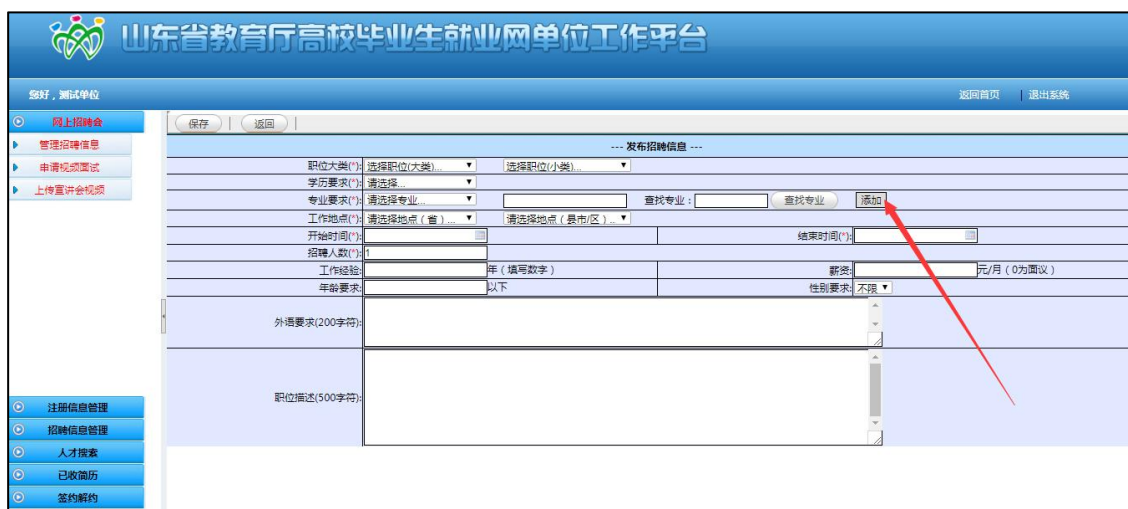 山东省教育厅高校毕业生就业网单位工作平台
您好，测试单位 返回首页 | 退出系统
网上招聘会
管理招聘信息
申请视频面试
上传宣讲会视频
注册信息管理
招聘信息管理
人才搜索
已收简历
签约解约
保存 | 返回 |
--- 发布招聘信息 ---
职位大类(*): 选择职位(大类)... 选择职位(小类)...
学历要求(*): 请选择...
专业要求(*): 请选择专业... 查找专业： 查找专业 添加
工作地点(*): 请选择地点（省）... 请选择地点（县市/区）..
开始时间(*): 结束时间(*):
招聘人数(*): 1
工作经验: 年（填写数字） 薪资: 元/月（0为面议）
年龄要求: 以下 性别要求: 不限
外语要求(200字符):
职位描述(500字符):